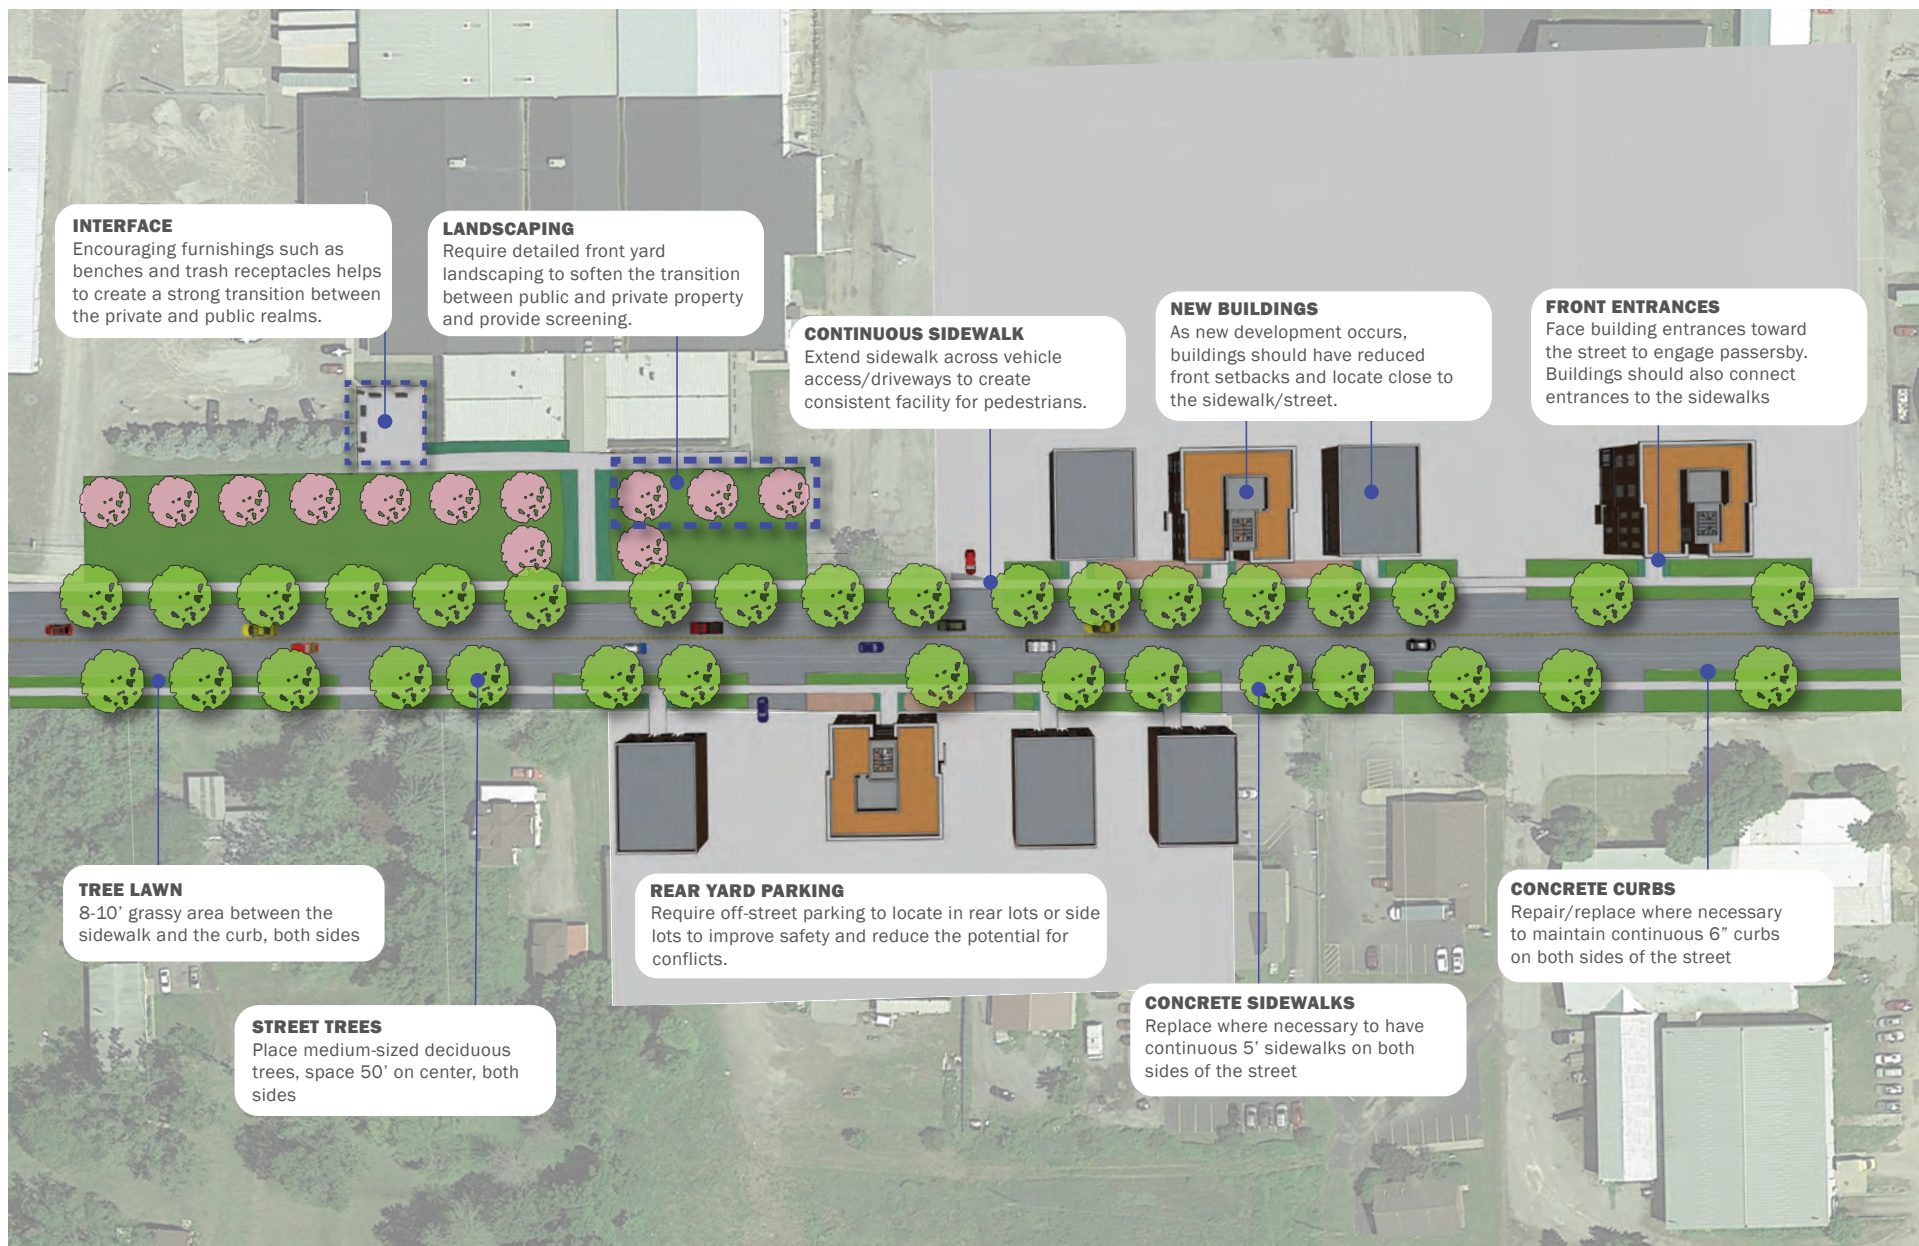 INTERFACE
Encouraging furnishings such as
benches and trash receptacles helps
to create a strong transition between
the private and public realms.
LANDSCAPING
Require detailed front yard
landscaping to soften the transition
between public and private property
and provide screening.
CONTINUOUS SIDEWALK
Extend sidewalk across vehicle
access/driveways to create
consistent facility for pedestrians.
NEW BUILDINGS
As new development occurs,
buildings should have reduced
front setbacks and locate close to
the sidewalk/street.
FRONT ENTRANCES
Face building entrances toward
the street to engage passersby.
Buildings should also connect
entrances to the sidewalks
TREE LAWN
8-10’ grassy area between the
sidewalk and the curb, both sides
STREET TREES
Place medium-sized deciduous
trees, space 50’ on center, both
sides
REAR YARD PARKING
Require off-street parking to locate in rear lots or side
lots to improve safety and reduce the potential for
conflicts.
CONCRETE SIDEWALKS
Replace where necessary to have
continuous 5’ sidewalks on both
sides of the street
CONCRETE CURBS
Repair/replace where necessary
to maintain continuous 6” curbs
on both sides of the street